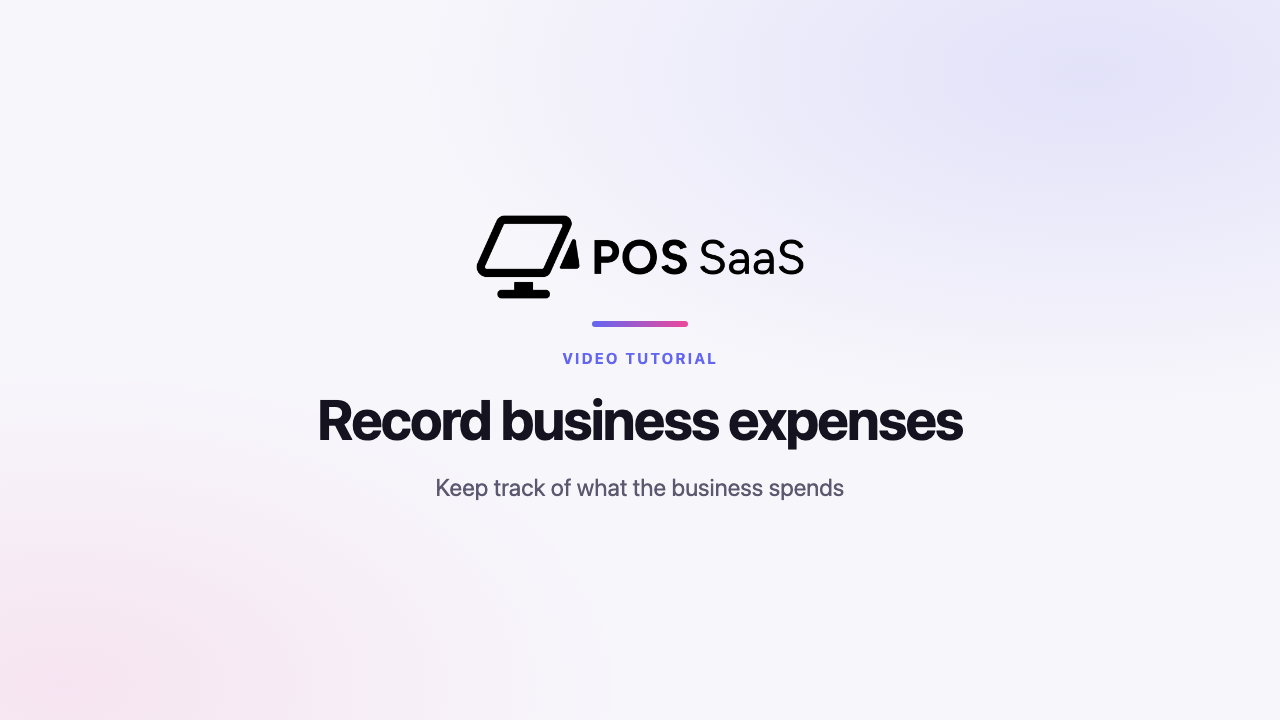 POS SaaS
VIDEO TUTORIAL
Record business expenses
Keep track of what the business spends